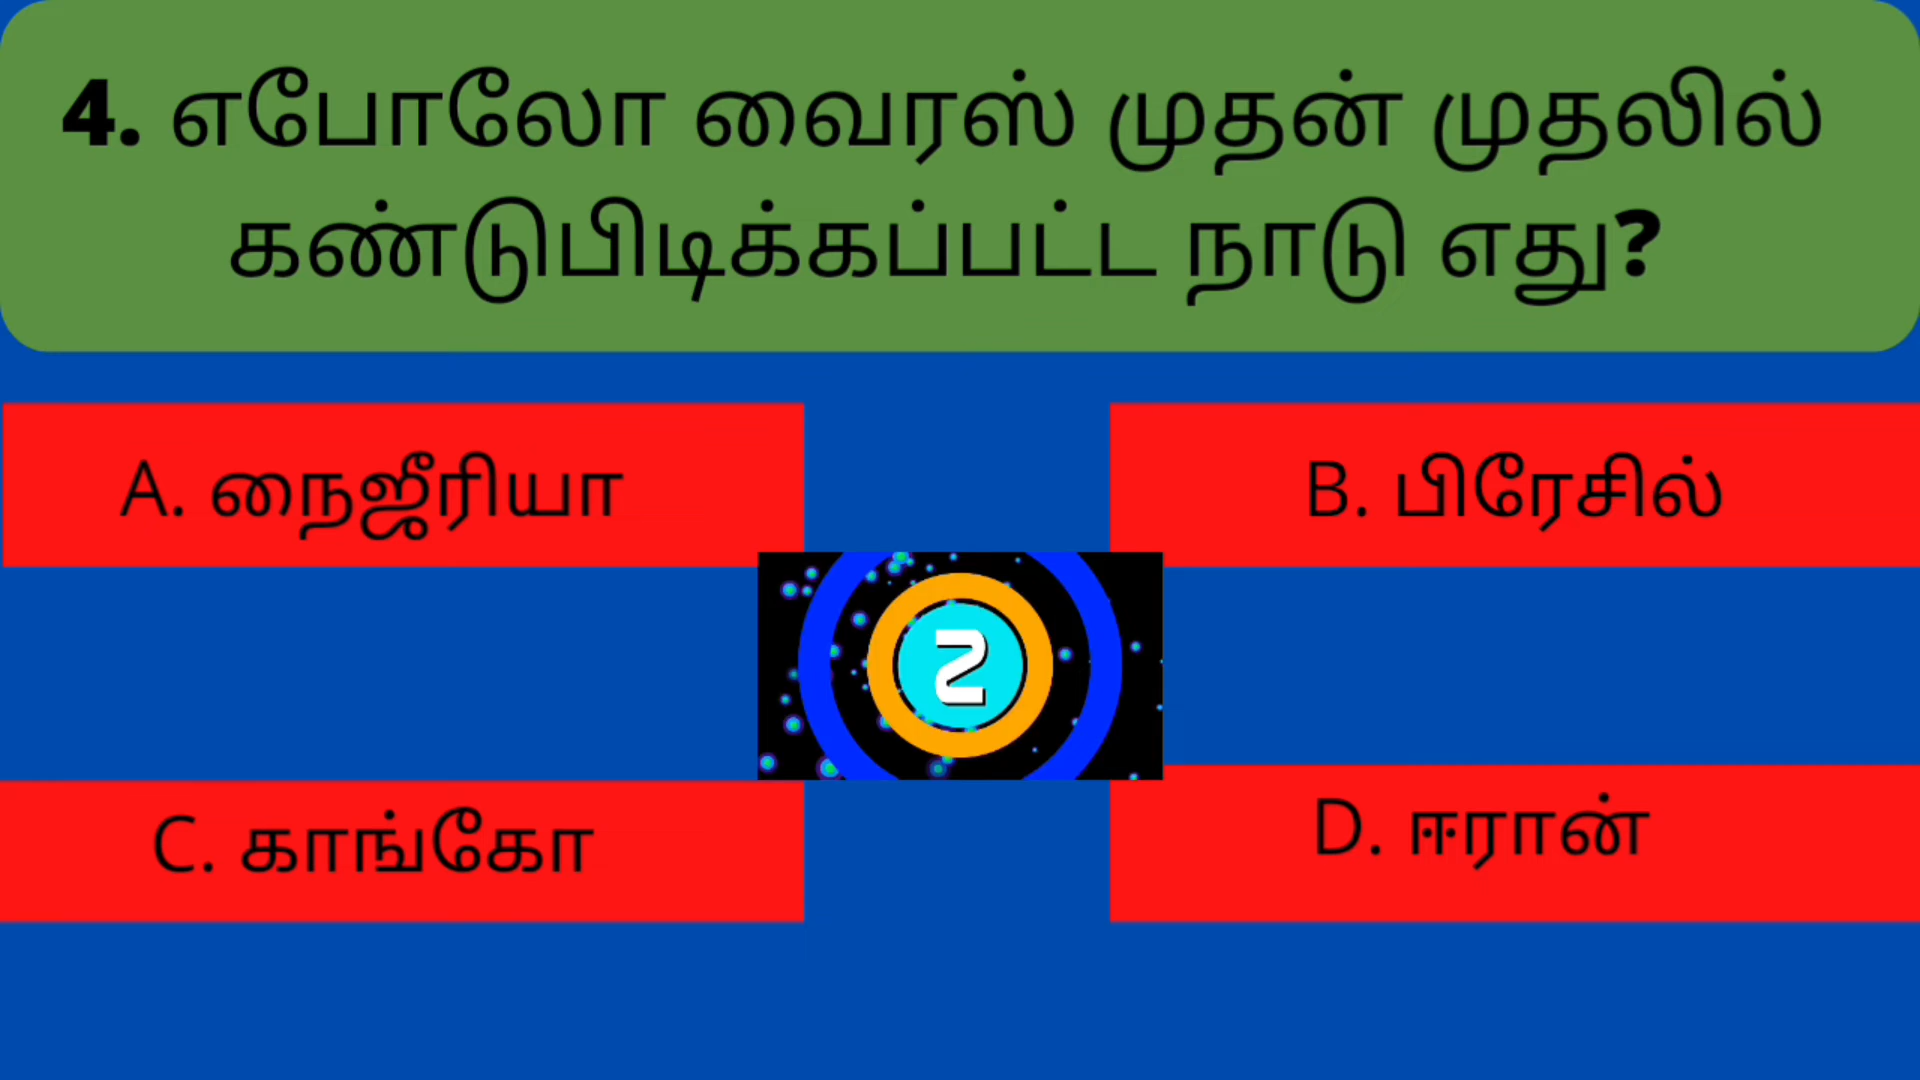 4. எபோலோ வைரஸ் முதன் முதலில்
கண்டுபிடிக்கப்பட்ட நாடு எது?
A. நைஜீரியா
B. பிரேசில்
2
C. காங்கோ
D. ஈரான்